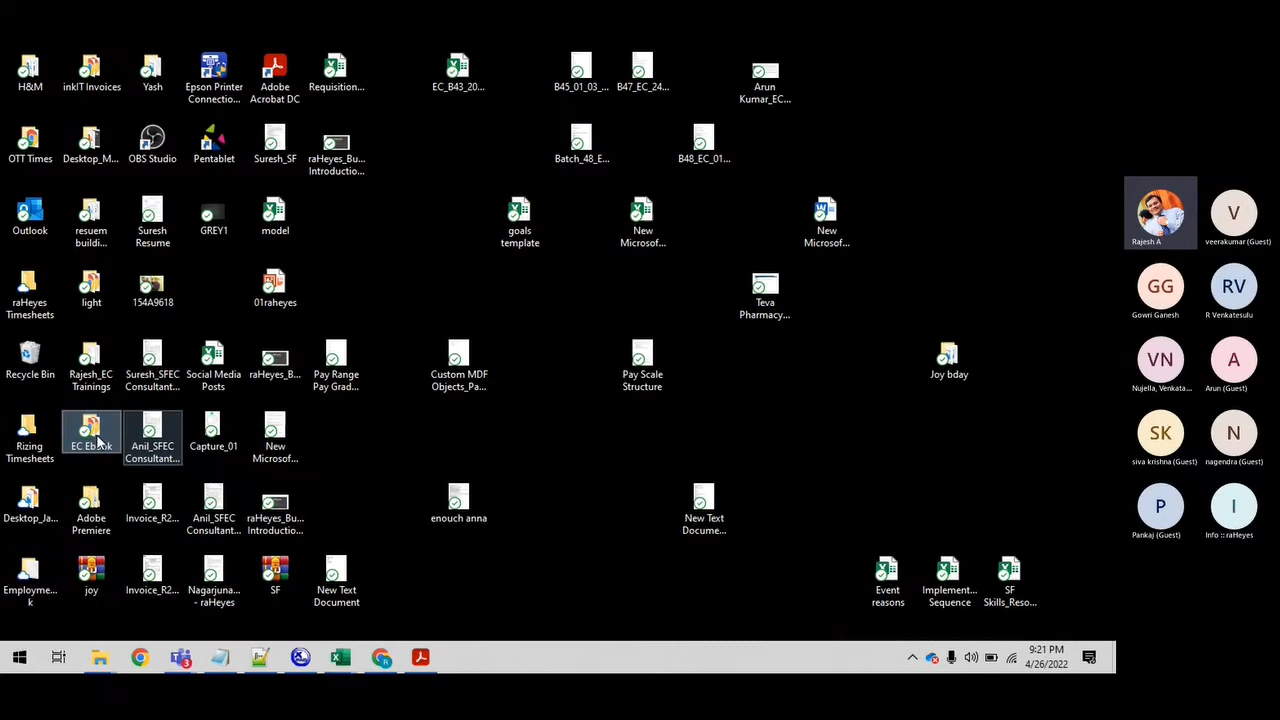 H&M
inkIT Invoices
Yash
Epson Printer
Connectio...
Adobe
Acrobat DC
Requisition...
EC_B43_20...
B45_01_03_...
B47_EC_24...
Arun
Kumar_EC...
OTT Times
Desktop_M...
OBS Studio
Pentablet
Suresh_SF
raHeyes_Bu...
Introductio...
Batch_48_E...
B48_EC_01...
Outlook
resuem
buildi...
Suresh
Resume
GREY1
model
goals
template
New
Microsof...
New
Microsof...
raHeyes
Timesheets
light
154A9618
01raheyes
Teva
Pharmacy...
Recycle Bin
Rajesh_EC
Trainings
Suresh_SFEC
Consultant...
Social Media
Posts
raHeyes_B...
Pay Range
Pay Grad...
Custom MDF
Objects_Pa...
Pay Scale
Structure
Joy bday
Rizing
Timesheets
EC Ebook
Anil_SFEC
Consultant...
Capture_01
New
Microsof...
Desktop_Ja...
Adobe
Premiere
Invoice_R2...
Anil_SFEC
Consultant...
raHeyes_Bu...
Introductio...
enouch anna
New Text
Docume...
Employme...
k
joy
Invoice_R2...
Nagarjuna...
- raHeyes
SF
New Text
Document
Event
reasons
Implement...
Sequence
SF
Skills_Reso...
Rajesh A
V
veerakumar (Guest)
GG
Gowri Ganesh
RV
R Venkatesulu
VN
Nujella, Venkata...
A
Arun (Guest)
SK
siva krishna (Guest)
N
nagendra (Guest)
P
Pankaj (Guest)
I
Info :: raHeyes
3
R
9:21 PM
4/26/2022